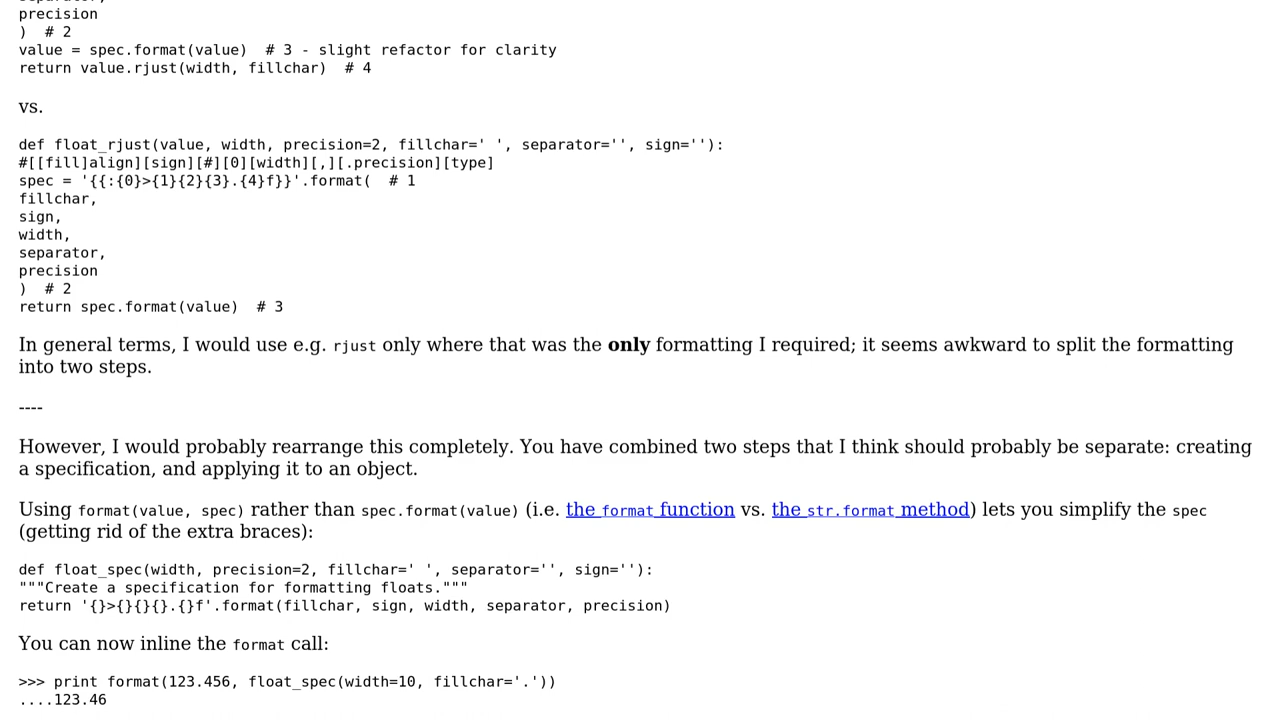 precision
)  # 2
value = spec.format(value)  # 3 - slight refactor for clarity
return value.rjust(width, fillchar)  # 4
vs.
def float_rjust(value, width, precision=2, fillchar=' ', separator='', sign=''):
#[[fill]align][sign][#][0][width][,][.precision][type]
spec = '{{:{0}>{1}{2}{3}.{4}f}}'.format(  # 1
fillchar,
sign,
width,
separator,
precision
)  # 2
return spec.format(value)  # 3
In general terms, I would use e.g. rjust only where that was the only formatting I required; it seems awkward to split the formatting
into two steps.
----
However, I would probably rearrange this completely. You have combined two steps that I think should probably be separate: creating
a specification, and applying it to an object.
Using format(value, spec) rather than spec.format(value) (i.e. the format function vs. the str.format method) lets you simplify the spec
(getting rid of the extra braces):
def float_spec(width, precision=2, fillchar=' ', separator='', sign=''):
"""Create a specification for formatting floats."""
return '{}>{}{}{}.{}f'.format(fillchar, sign, width, separator, precision)
You can now inline the format call:
>>> print format(123.456, float_spec(width=10, fillchar='.'))
....123.46